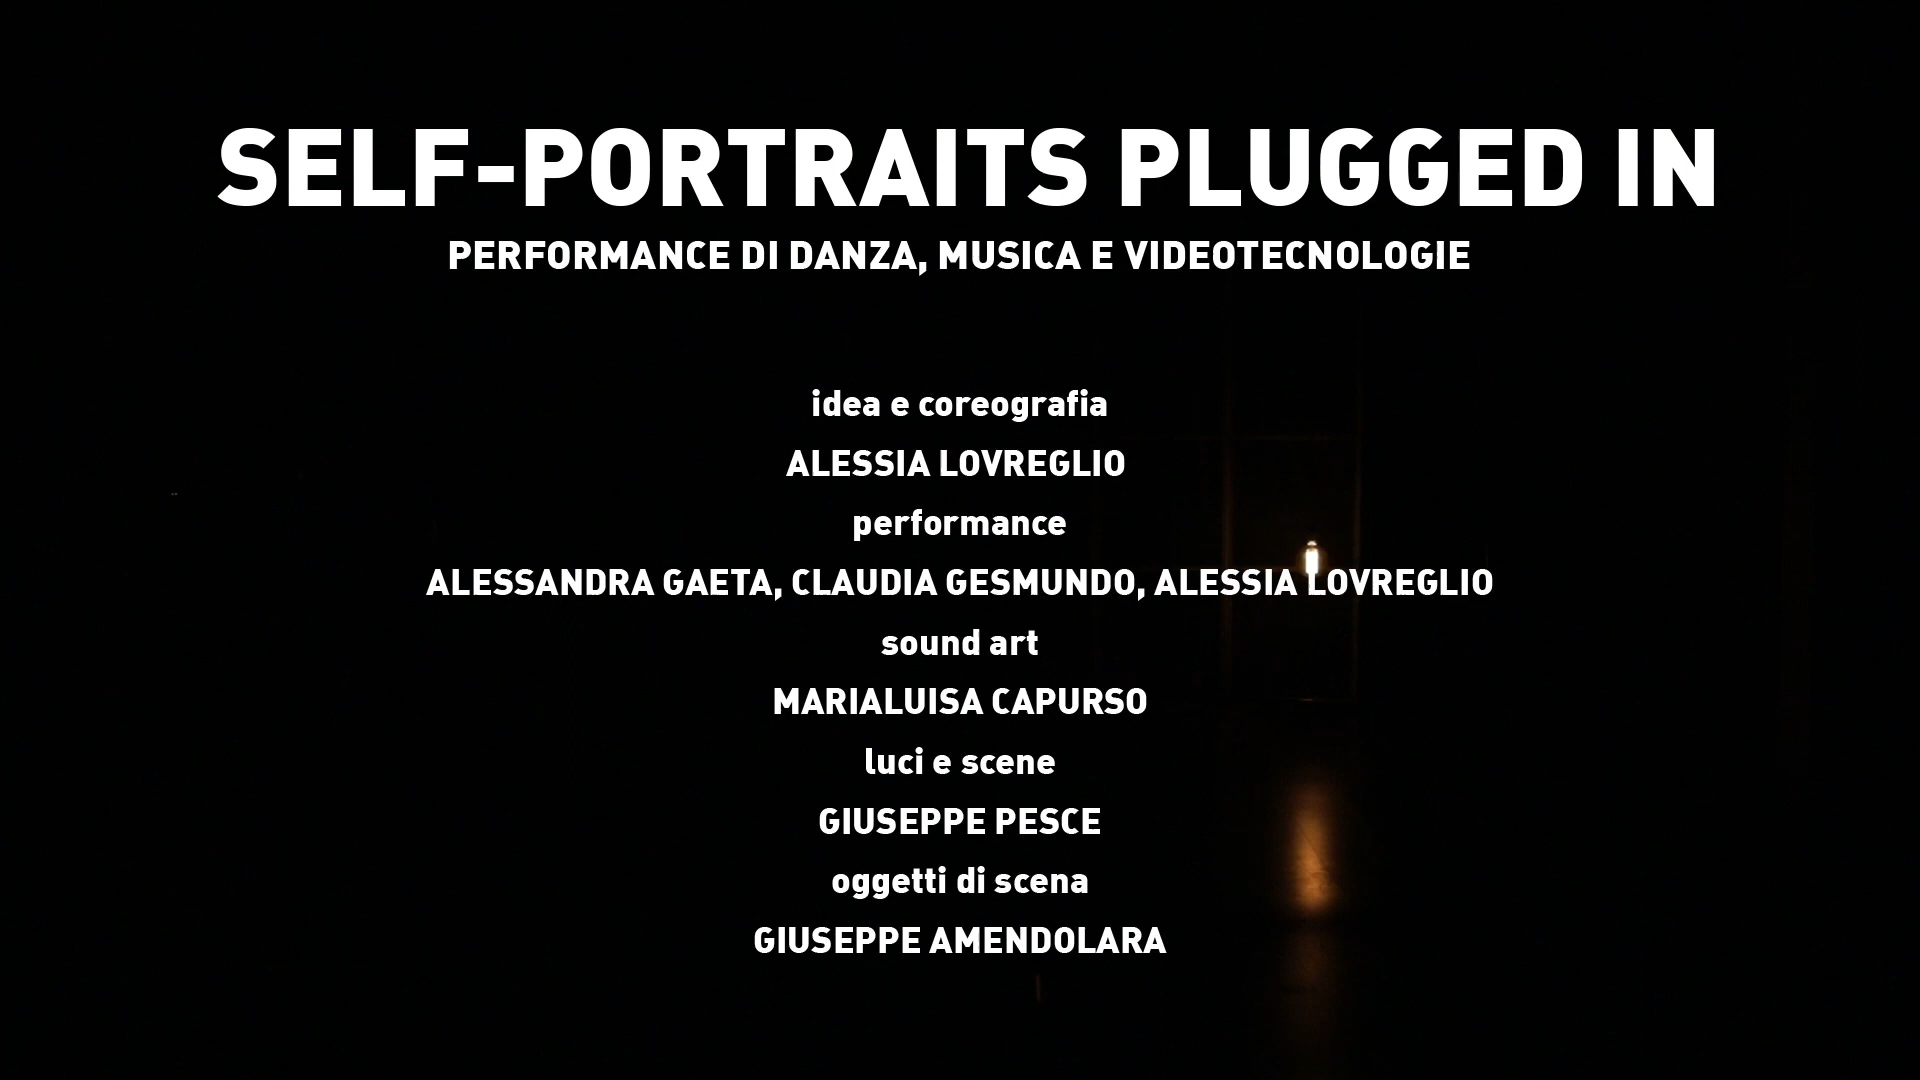 SELF-PORTRAITS PLUGGED IN
PERFORMANCE DI DANZA, MUSICA E VIDEOTECNOLOGIE
idea e coreografia
ALESSIA LOVREGLIO
performance
ALESSANDRA GAETA, CLAUDIA GESMUNDO, ALESSIA LOVREGLIO
sound art
MARIALUISA CAPURSO
luci e scene
GIUSEPPE PESCE
oggetti di scena
GIUSEPPE AMENDOLARA